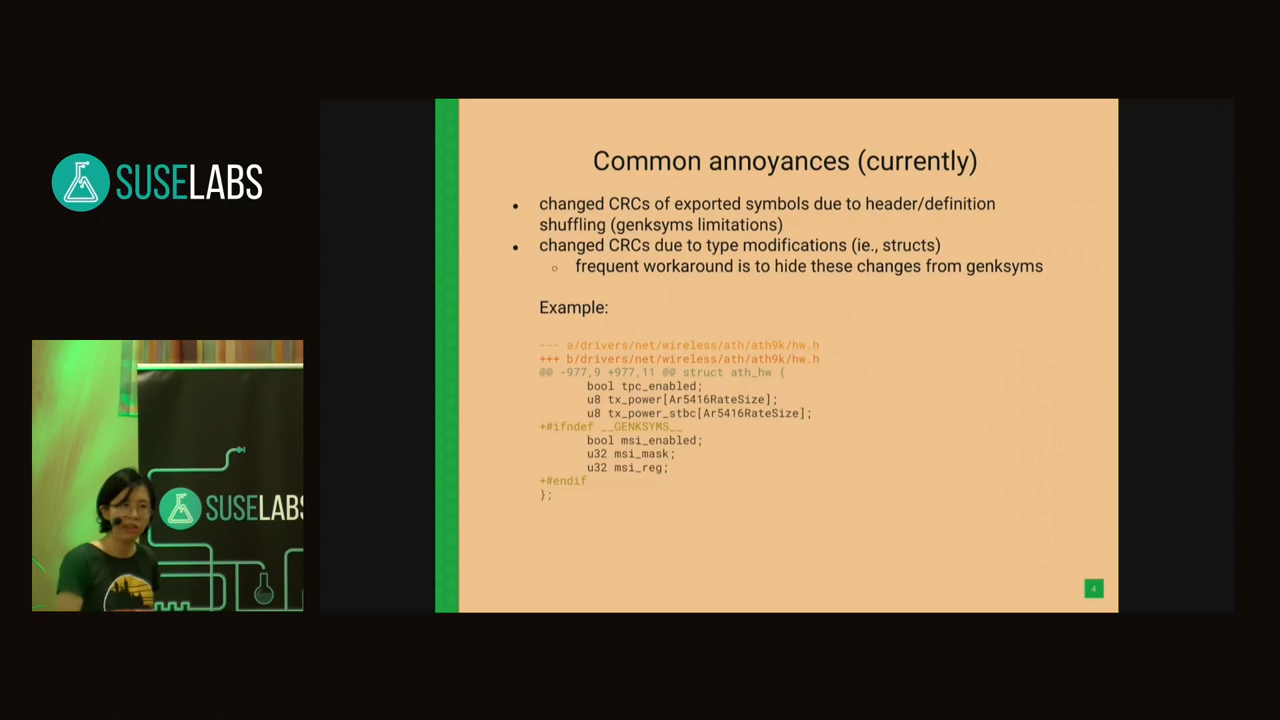 SUSELABS
Common annoyances (currently)
• changed CRCs of exported symbols due to header/definition
shuffling (genksyms limitations)
• changed CRCs due to type modifications (ie., structs)
○ frequent workaround is to hide these changes from genksyms
Example:
--- a/drivers/net/wireless/ath/ath9k/hw.h
+++ b/drivers/net/wireless/ath/ath9k/hw.h
@@ -977,9 +977,11 @@ struct ath_hw {
bool tpc_enabled;
u8 tx_power[Ar5416RateSize];
u8 tx_power_stbc[Ar5416RateSize];
+#ifndef __GENKSYMS__
bool msi_enabled;
u32 msi_mask;
u32 msi_reg;
+#endif
};
4
SUSELABS